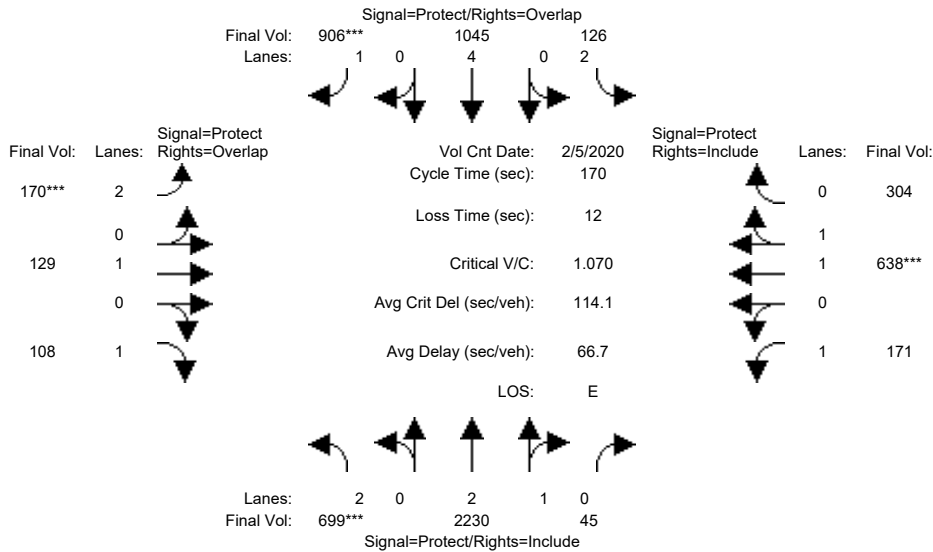 Signal=Protect/Rights=Overlap
Final Vol: 906*** 1045 126
Lanes: 1 0 4 0 2
Signal=Protect
Final Vol: Lanes: Rights=Overlap
Vol Cnt Date: 2/5/2020
Signal=Protect
Rights=Include Lanes: Final Vol:
Cycle Time (sec): 170
170*** 2
0 304
Loss Time (sec): 12
0
1
129 1
Critical V/C: 1.070
1 638***
0
Avg Crit Del (sec/veh): 114.1
0
108 1
Avg Delay (sec/veh): 66.7
1 171
LOS: E
Lanes: 2 0 2 1 0
Final Vol: 699*** 2230 45
Signal=Protect/Rights=Include